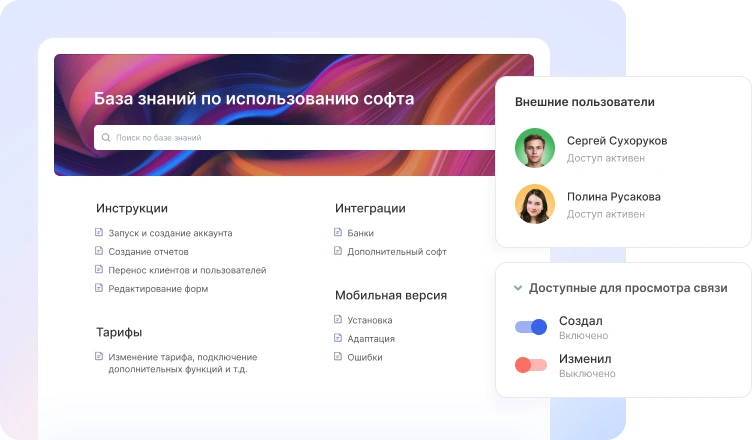 База знаний по использованию софта
Поиск по базе знаний
Инструкции
Запуск и создание аккаунта
Создание отчетов
Перенос клиентов и пользователей
Редактирование форм
Тарифы
Изменение тарифа, подключение
дополнительных функций и т.д.
Интеграции
Банки
Дополнительный софт
Мобильная версия
Установка
Адаптация
Ошибки
Внешние пользователи
Сергей Сухоруков
Доступ активен
Полина Русакова
Доступ активен
Доступные для просмотра связи
Создал
Включено
Изменил
Выключено